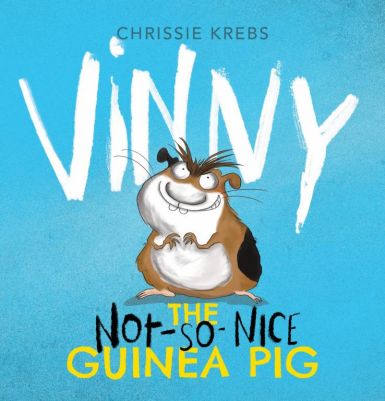 CHRISSIE KREBS
ViNNY
THE
NOt-SO-NICE
GUINEA PIG